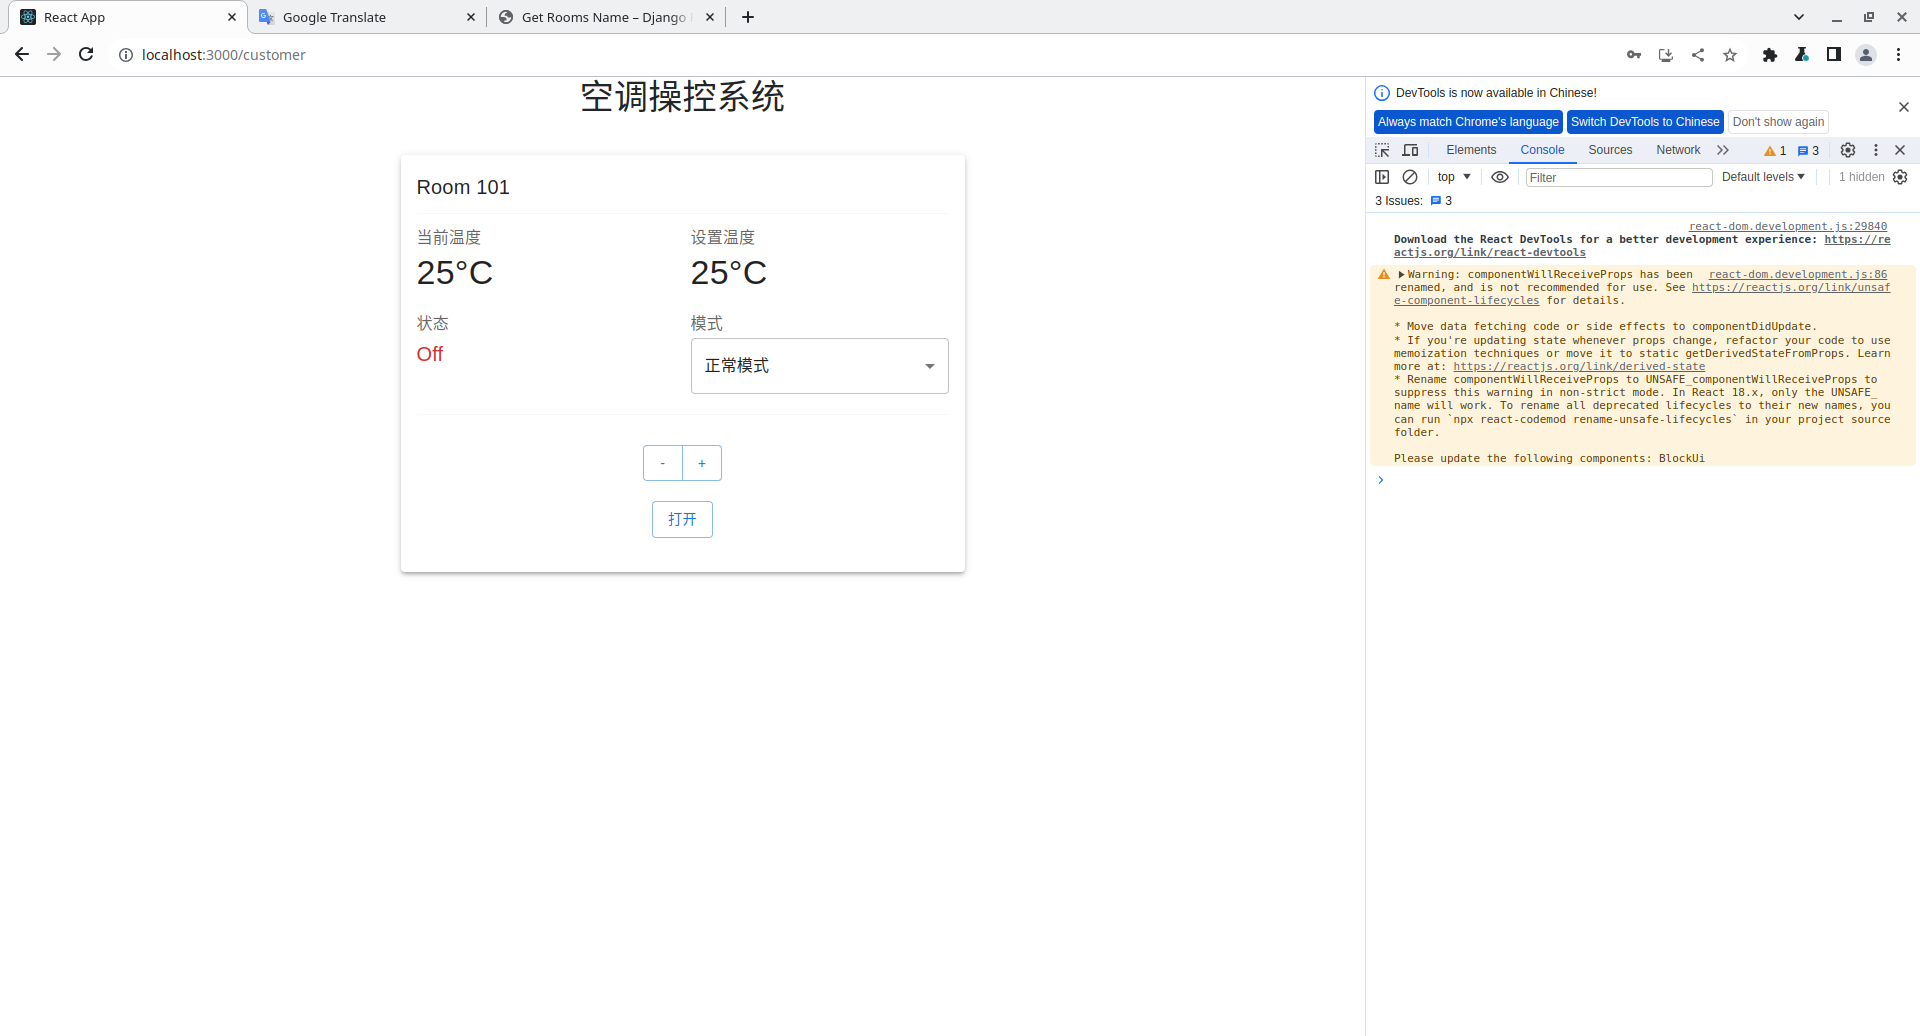 React App
Google Translate
Get Rooms Name – Django
localhost:3000/customer
空调操控系统
Room 101
当前温度
设置温度
25°C
25°C
状态
模式
Off
正常模式
-
+
打开
DevTools is now available in Chinese!
Always match Chrome's language
Switch DevTools to Chinese
Don't show again
Elements
Console
Sources
Network
1
3
top
Filter
Default levels
1 hidden
3 Issues:
3
react-dom.development.js:29840
Download the React DevTools for a better development experience: https://re
actjs.org/link/react-devtools
Warning: componentWillReceiveProps has been react-dom.development.js:86
renamed, and is not recommended for use. See https://reactjs.org/link/unsaf
e-component-lifecycles for details.
* Move data fetching code or side effects to componentDidUpdate.
* If you're updating state whenever props change, refactor your code to use
memoization techniques or move it to static getDerivedStateFromProps. Learn
more at: https://reactjs.org/link/derived-state
* Rename componentWillReceiveProps to UNSAFE_componentWillReceiveProps to
suppress this warning in non-strict mode. In React 18.x, only the UNSAFE_
name will work. To rename all deprecated lifecycles to their new names, you
can run `npx react-codemod rename-unsafe-lifecycles` in your project source
folder.
Please update the following components: BlockUi